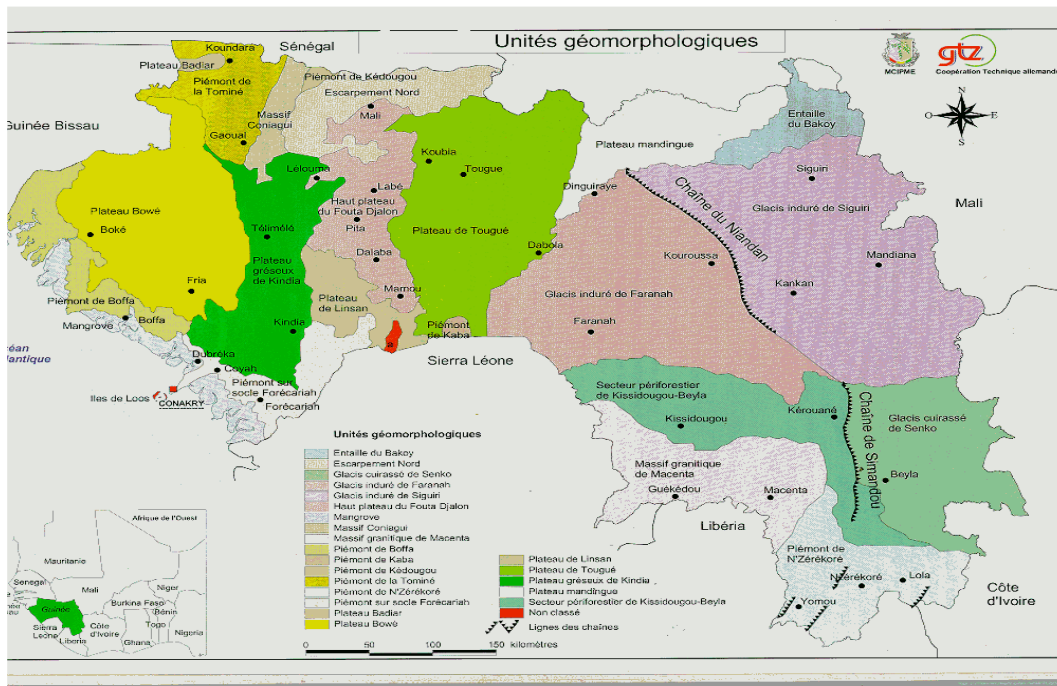 Unités géomorphologiques
MCIPME
gtz
Coopération Technique allemande
O
N
E
S
Sénégal
Guinée Bissau
Koundara
Plateau Badiar
Piémont de
la Tominé
Gaoual
Massif
Coniagui
Piémont de Kédougou
Escarpement Nord
Mali
Koubia
Tougue
Lelouma
Labé
Haut plateau
du Fouta Djalon
Pita
Plateau de Tougué
Dalaba
Mamou
Dabola
Plateau Bowé
Boké
Fria
Télimélé
Plateau
gréseux
de Kindia
Kindia
Plateau
de Linsan
Piémont
de Kaba
Piémont de Boffa
Boffa
Mangrove
Dubréka
Coyah
Piémont sur
socle Forécariah
Forécariah
Iles de Loos
CONAKRY
Sierra Léone
Plateau mandingue
Dinguiraye
Entaille
du Bakoy
Siguiri
Glacis induré de Siguiri
Chaîne du Niandan
Mali
Kouroussa
Mandiana
Kankan
Glacis induré de Faranah
Faranah
Secteur périforestier
de Kissidougou-Beyla
Kissidougou
Kérouané
Chaîne de Simandou
Glacis cuirassé
de Senko
Beyla
Massif granitique
de Macenta
Guékédou
Macenta
Libéria
Piémont de
N'Zérékoré
N'zérékoré
Lola
Yomou
Côte
d'Ivoire
Unités géomorphologiques
Entaille du Bakoy
Escarpement Nord
Glacis cuirassé de Senko
Glacis induré de Faranah
Glacis induré de Siguiri
Haut plateau du Fouta Djalon
Mangrove
Massif Coniagui
Massif granitique de Macenta
Piémont de Boffa
Piémont de Kaba
Piémont de Kédougou
Piémont de la Tominé
Piémont de N'Zérékoré
Piémont sur socle Forécariah
Plateau Badiar
Plateau Bowé
Plateau de Linsan
Plateau de Tougué
Plateau gréseux de Kindia
Plateau mandingue
Secteur périforestier de Kissidougou-Beyla
Non classé
Lignes des chaînes
0 50 100 150 kilomètres
Afrique de l'Ouest
Mauritanie
Senegal
Mali
Niger
Guinée
Burkina Faso
Bénin
Togo
Côte
d'Ivoire
Sierra
Leone
Liberia
Ghana
Nigeria